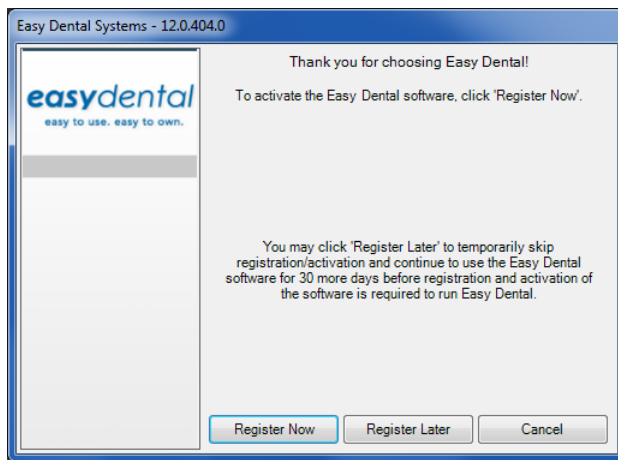 Easy Dental Systems - 12.0.404.0
easydental
easy to use. easy to own.
Thank you for choosing Easy Dental!
To activate the Easy Dental software, click 'Register Now'.
You may click 'Register Later' to temporarily skip
registration/activation and continue to use the Easy Dental
software for 30 more days before registration and activation of
the software is required to run Easy Dental.
Register Now
Register Later
Cancel